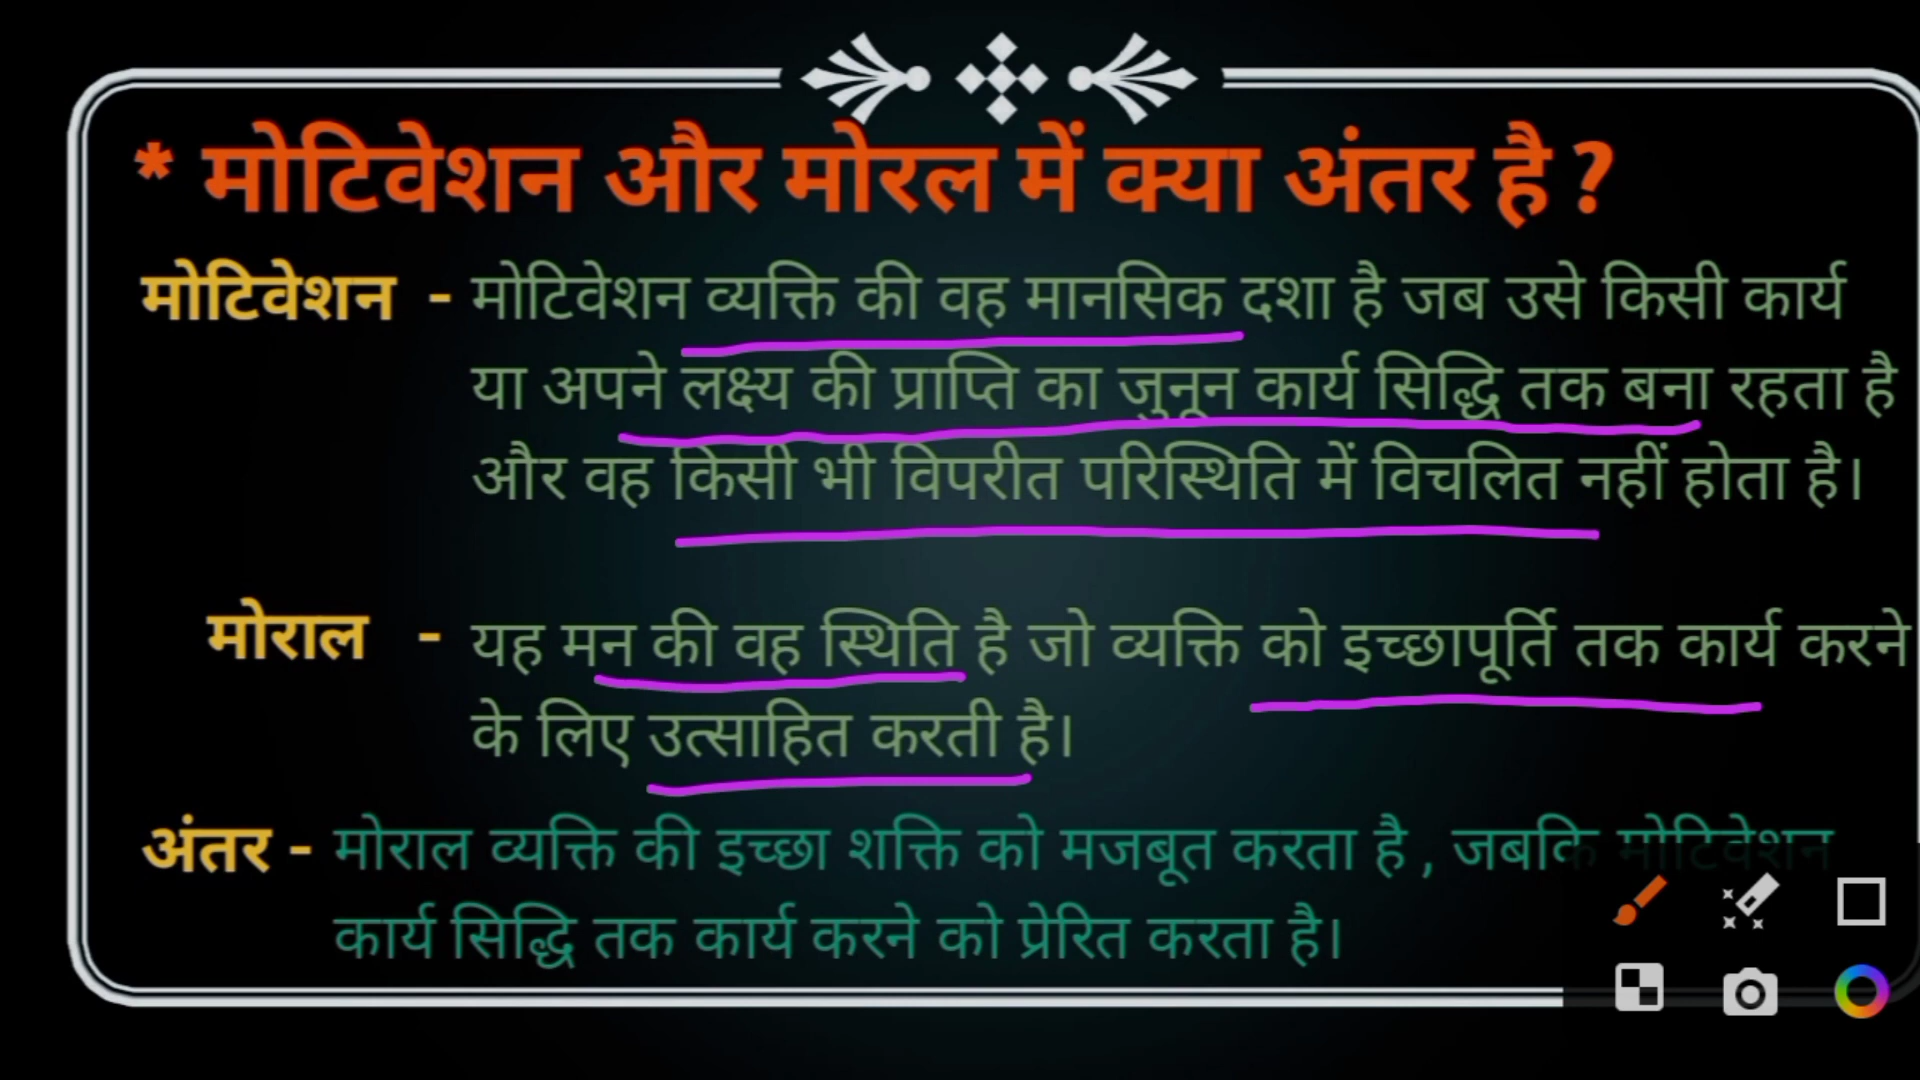 * मोटिवेशन और मोरल में क्या अंतर है ?
मोटिवेशन - मोटिवेशन व्यक्ति की वह मानसिक दशा है जब उसे किसी कार्य
या अपने लक्ष्य की प्राप्ति का जुनून कार्य सिद्धि तक बना रहता है
और वह किसी भी विपरीत परिस्थिति में विचलित नहीं होता है।
मोराल - यह मन की वह स्थिति है जो व्यक्ति को इच्छापूर्ति तक कार्य करने
के लिए उत्साहित करती है।
अंतर - मोराल व्यक्ति की इच्छा शक्ति को मजबूत करता है , जबकि मोटिवेशन
कार्य सिद्धि तक कार्य करने को प्रेरित करता है।